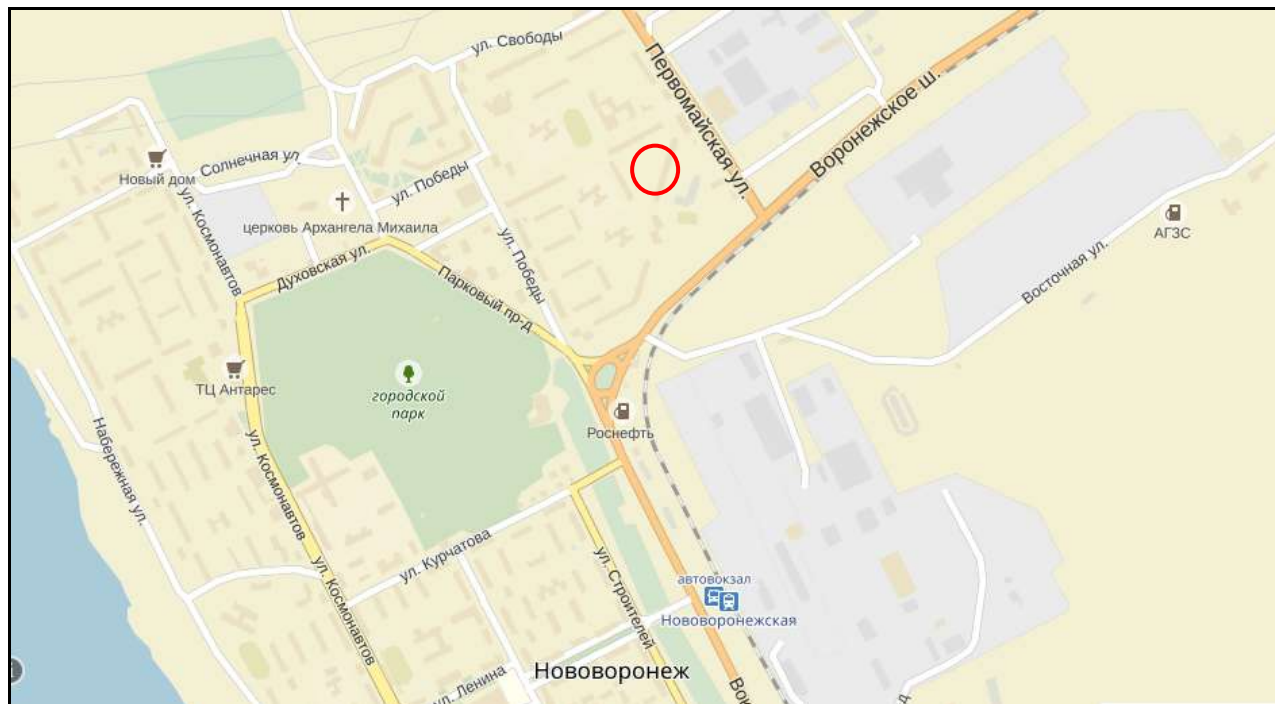 ул. Свободы
Первомайская ул.
Воронежское ш.
Новый дом
Солнечная ул.
ул. Победы
церковь Архангела Михаила
ул. Космонавтов
Духовская ул.
ул. Победы
Парковый пр-д
АГЗС
Восточная ул.
ТЦ Антарес
городской
парк
Роснефть
Набережная ул.
ул. Космонавтов
ул. Курчатова
ул. Космонавтов
ул. Строителей
автовокзал
Нововоронежская
Нововоронеж
ул. Ленина
Вок
д